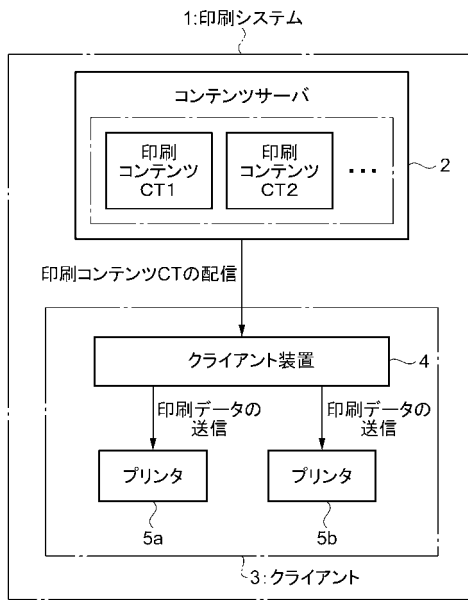 1:印刷システム
コンテンツサーバ
印刷
コンテンツ
CT1
印刷
コンテンツ
CT2
・・・
2
印刷コンテンツCTの配信
クライアント装置
4
印刷データの
送信
印刷データの
送信
プリンタ
プリンタ
5a
5b
3:クライアント